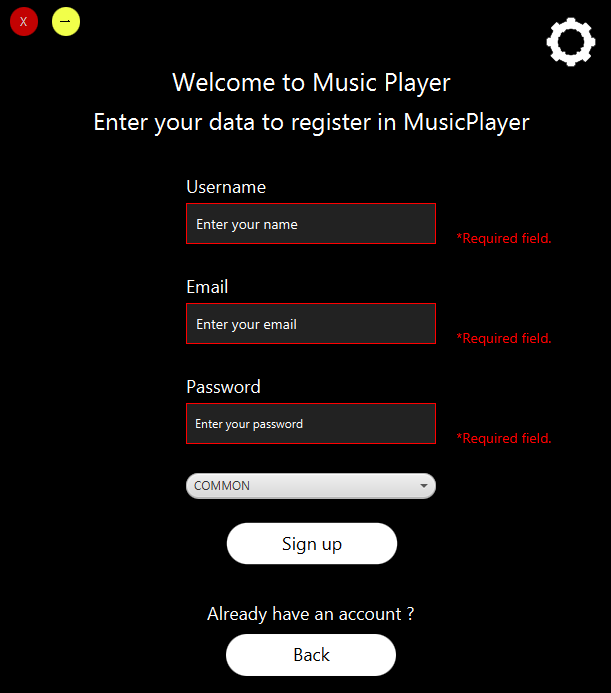 X
Welcome to Music Player
Enter your data to register in MusicPlayer
Username
Enter your name
*Required field.
Email
Enter your email
*Required field.
Password
Enter your password
*Required field.
COMMON
Sign up
Already have an account ?
Back